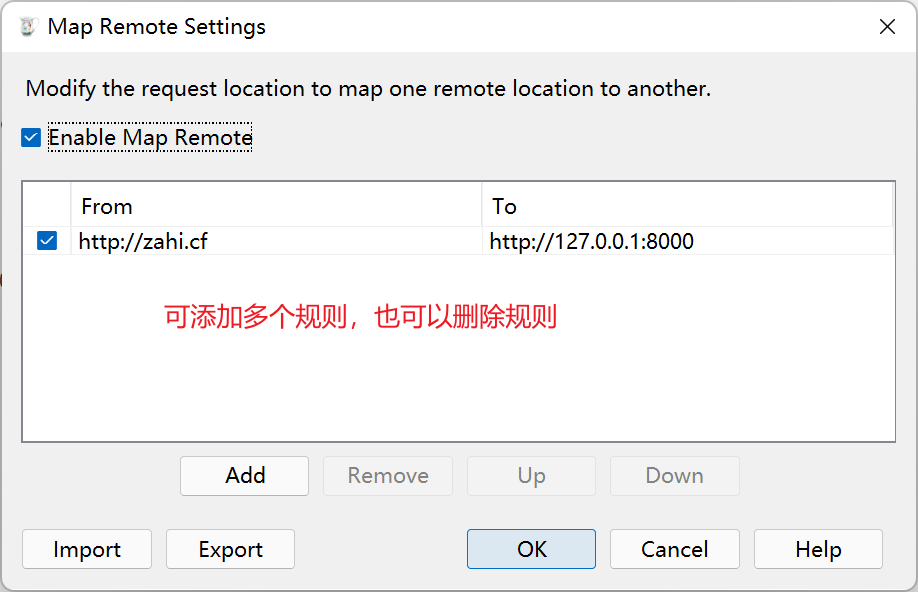 Map Remote Settings
Modify the request location to map one remote location to another.
Enable Map Remote
From To
http://zahi.cf http://127.0.0.1:8000
可添加多个规则，也可以删除规则
Add Remove Up Down
Import Export OK Cancel Help